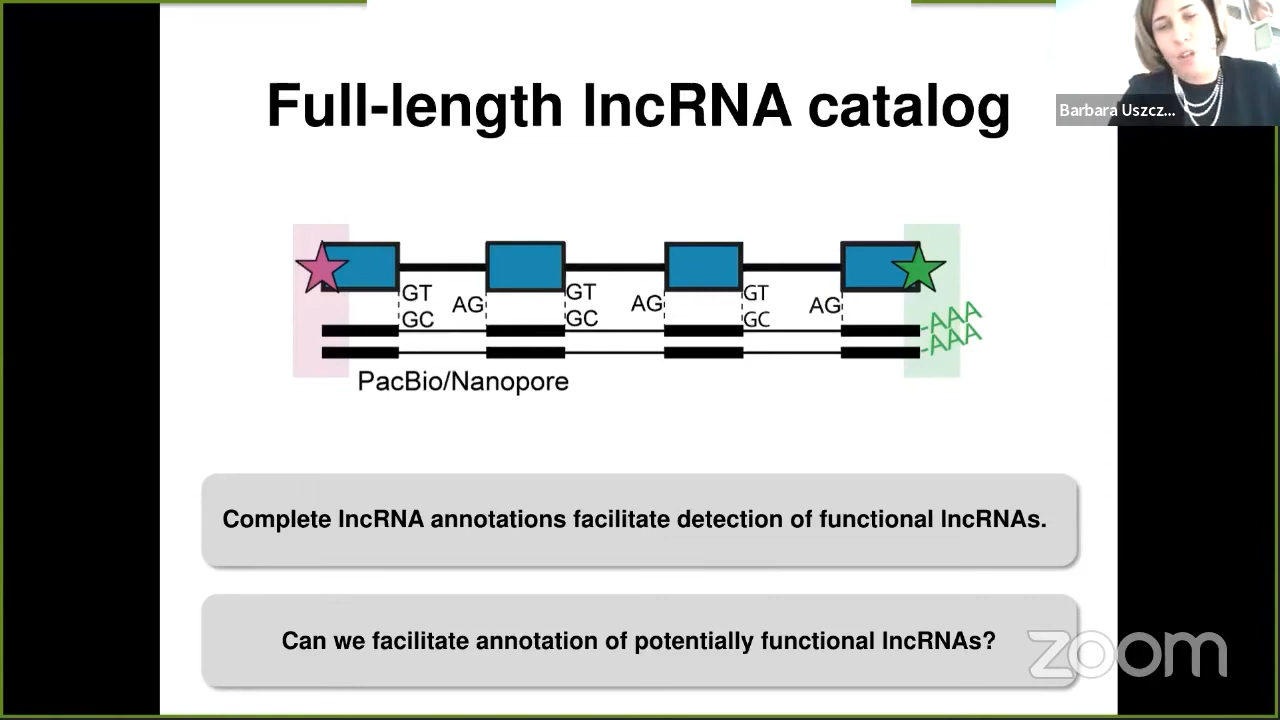 Full-length lncRNA catalog
Barbara Uszcz...
GT AG GT AG GT AG
GC GC GC
-AAA
-AAA
PacBio/Nanopore
Complete lncRNA annotations facilitate detection of functional lncRNAs.
Can we facilitate annotation of potentially functional lncRNAs?
zoom